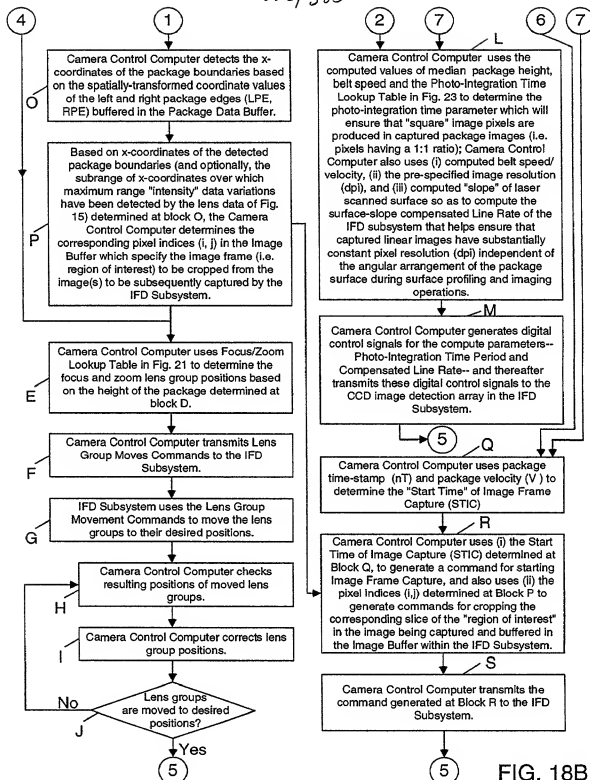 4
1
2
7
6
7
O
Camera Control Computer detects the x-
coordinates of the package boundaries based
on the spatially-transformed coordinate values
of the left and right package edges (LPE,
RPE) buffered in the Package Data Buffer.
P
Based on x-coordinates of the detected
package boundaries (and optionally, the
subrange of x-coordinates over which
maximum range "intensity" data variations
have been detected by the lens data of Fig.
15) determined at block O, the Camera
Control Computer determines the
corresponding pixel indices (i, j) in the Image
Buffer which specify the image frame (i.e.
region of interest) to be cropped from the
image(s) to be subsequently captured by the
IFD Subsystem.
E
Camera Control Computer uses Focus/Zoom
Lookup Table in Fig. 21 to determine the
focus and zoom lens group positions based
on the height of the package determined at
block D.
F
Camera Control Computer transmits Lens
Group Moves Commands to the IFD
Subsystem.
G
IFD Subsystem uses the Lens Group
Movement Commands to move the lens
groups to their desired positions.
H
Camera Control Computer checks
resulting positions of moved lens
groups.
I
Camera Control Computer corrects lens
group positions.
No
J
Lens groups
are moved to desired
positions?
Yes
5
L
Camera Control Computer uses the
computed values of median package height,
belt speed and the Photo-Integration Time
Lookup Table in Fig. 23 to determine the
photo-integration time parameter which will
ensure that "square" image pixels are
produced in captured package images (i.e.
pixels having a 1:1 ratio); Camera Control
Computer also uses (i) computed belt speed/
velocity, (ii) the pre-specified image resolution
(dpi), and (iii) computed "slope" of laser
scanned surface so as to compute the
surface-slope compensated Line Rate of the
IFD subsystem that helps ensure that
captured linear images have substantially
constant pixel resolution (dpi) independent of
the angular arrangement of the package
surface during surface profiling and imaging
operations.
M
Camera Control Computer generates digital
control signals for the compute parameters--
Photo-Integration Time Period and
Compensated Line Rate-- and thereafter
transmits these digital control signals to the
CCD image detection array in the IFD
Subsystem.
5
Q
Camera Control Computer uses package
time-stamp (nT) and package velocity (V ) to
determine the "Start Time" of Image Frame
Capture (STIC)
R
Camera Control Computer uses (i) the Start
Time of Image Capture (STIC) determined at
Block Q, to generate a command for starting
Image Frame Capture, and also uses (ii) the
pixel indices (i,j) determined at Block P to
generate commands for cropping the
corresponding slice of the "region of interest"
in the image being captured and buffered in
the Image Buffer within the IFD Subsystem.
S
Camera Control Computer transmits the
command generated at Block R to the IFD
Subsystem.
5
FIG. 18B